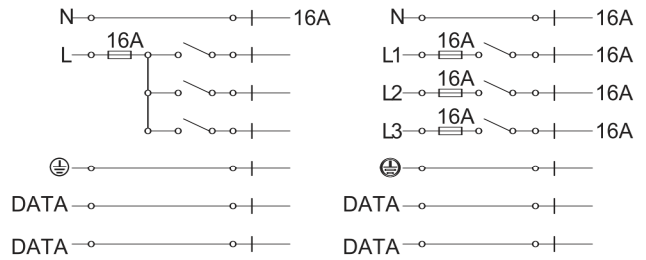 N 16A
L 16A
DATA
DATA
N 16A
L1 16A 16A
L2 16A 16A
L3 16A 16A
DATA
DATA